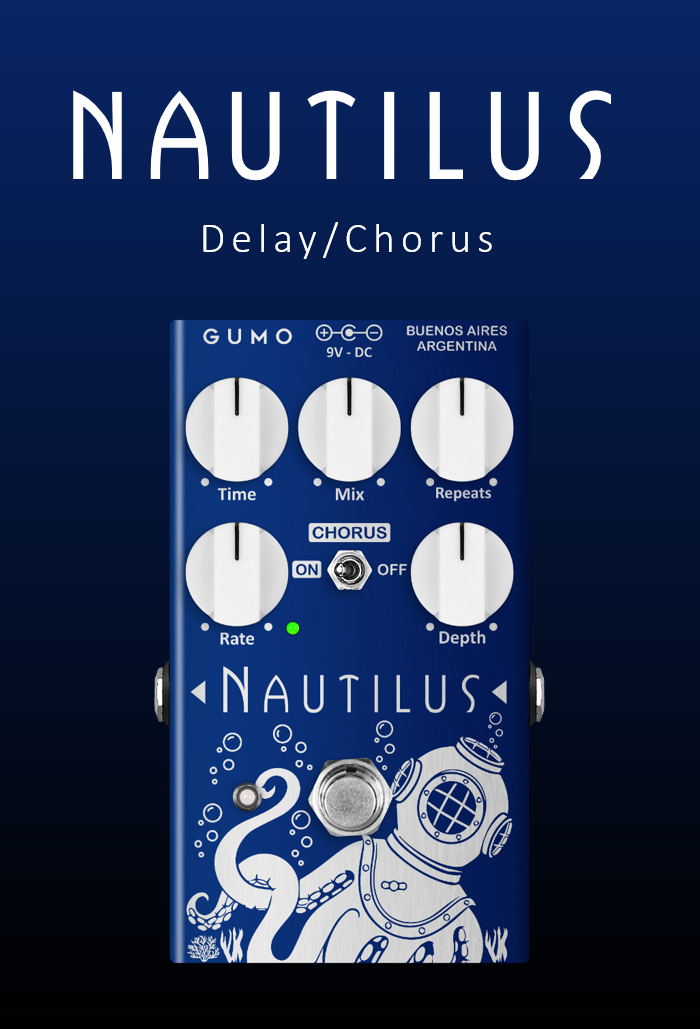 NAUTILUS
Delay/Chorus
GUMO
9V - DC
BUENOS AIRES
ARGENTINA
Time
Mix
Repeats
CHORUS
ON
OFF
Rate
Depth
NAUTILUS